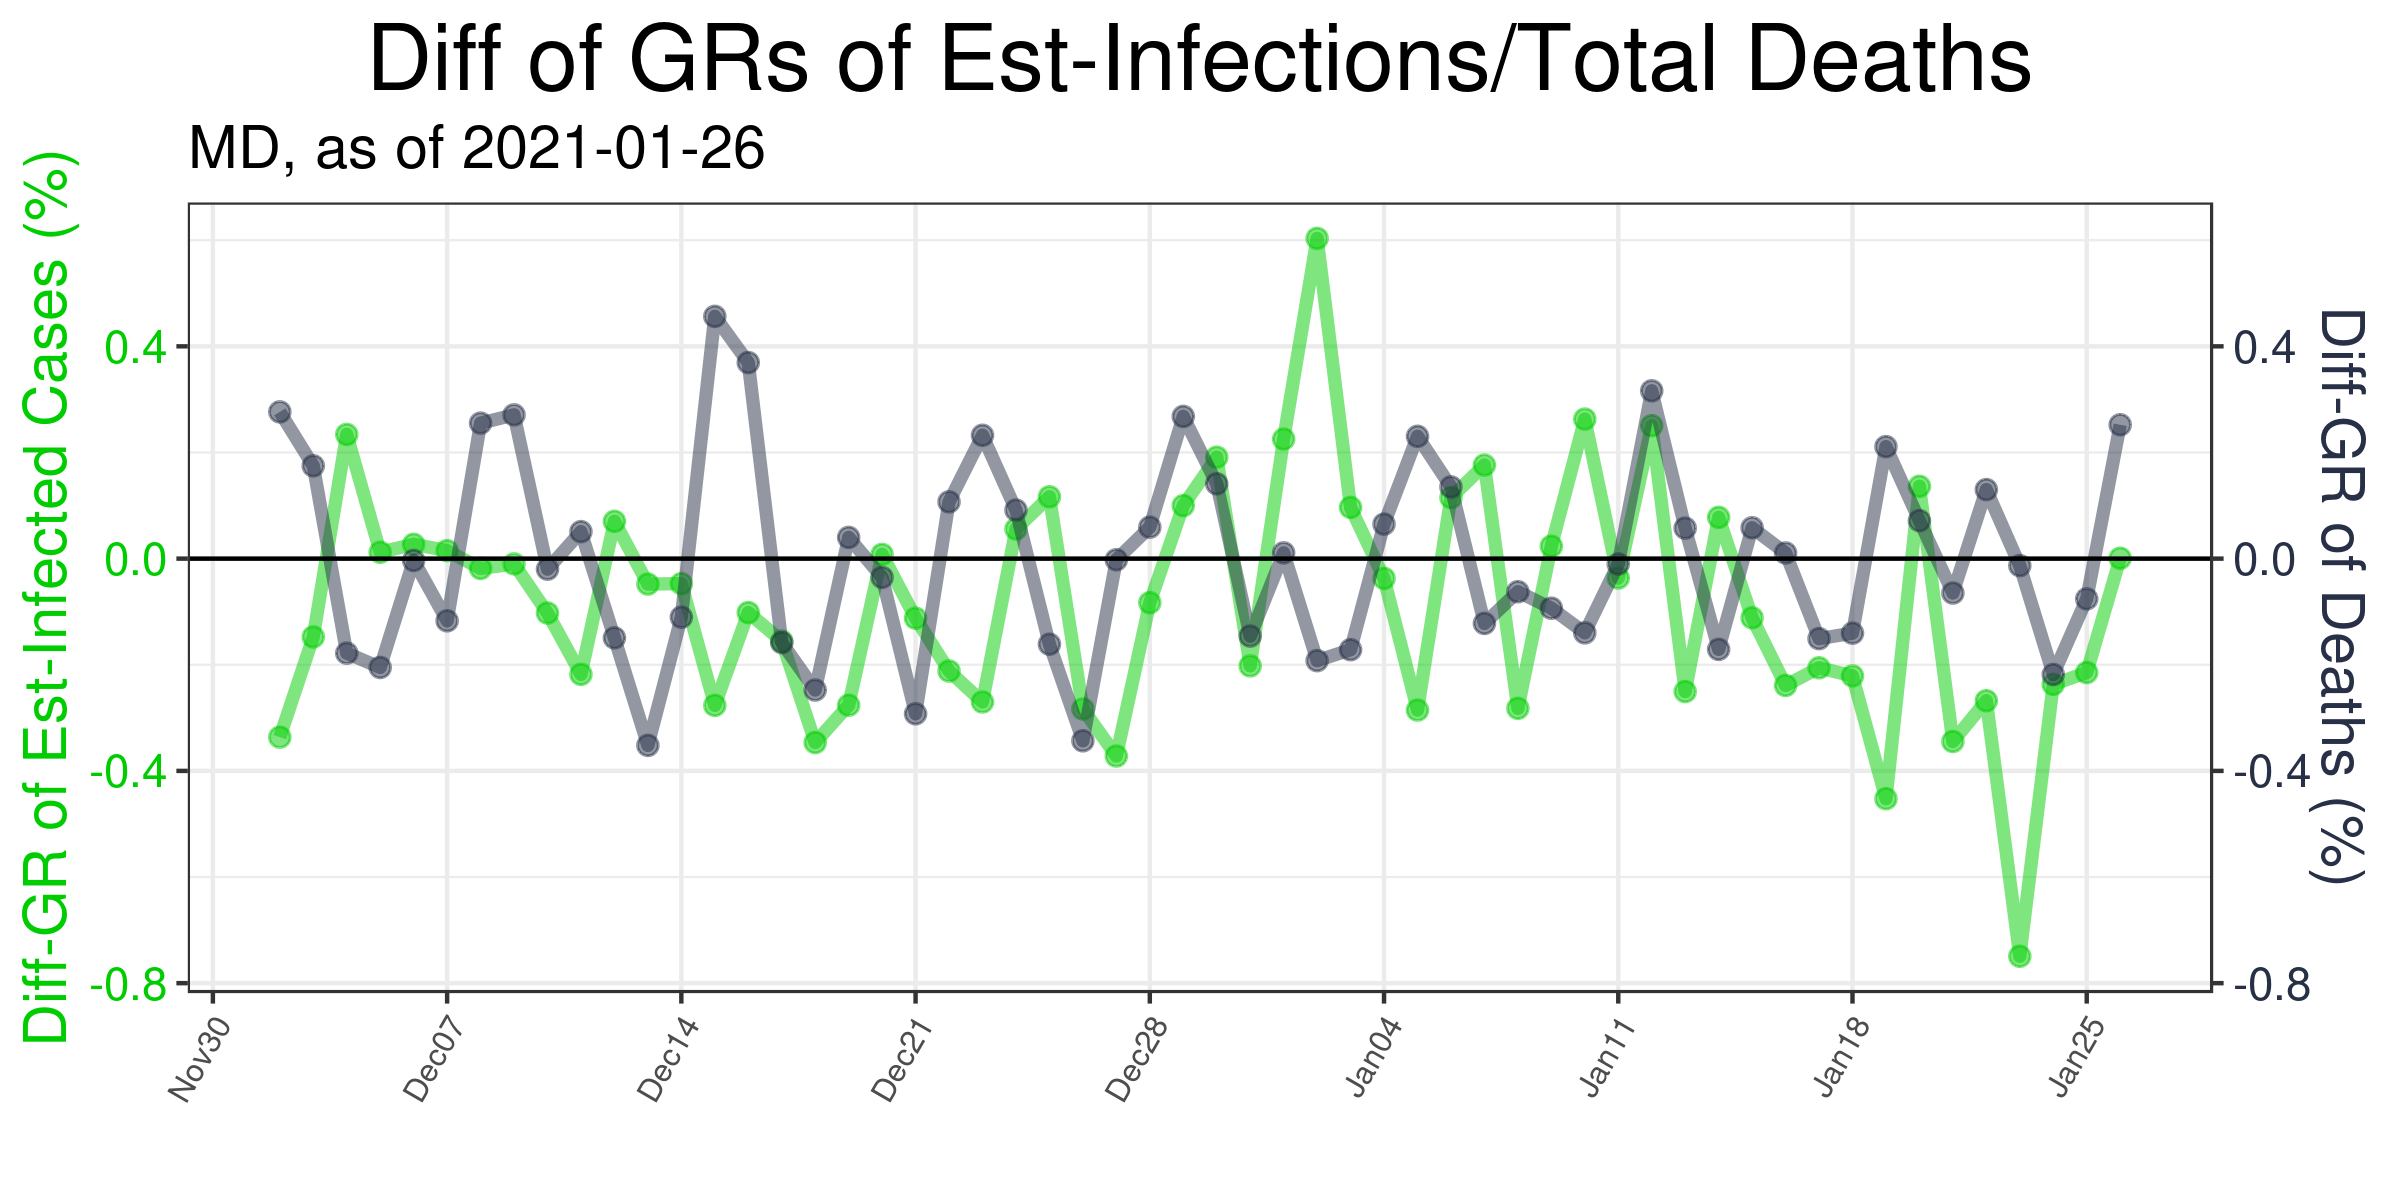 Diff of GRs of Est-Infections/Total Deaths
MD, as of 2021-01-26
Diff-GR of Est-Infected Cases (%)
0.4
0.0
-0.4
-0.8
0.4
0.0
-0.4
-0.8
Diff-GR of Deaths (%)
Nov30
Dec07
Dec14
Dec21
Dec28
Jan04
Jan11
Jan18
Jan25